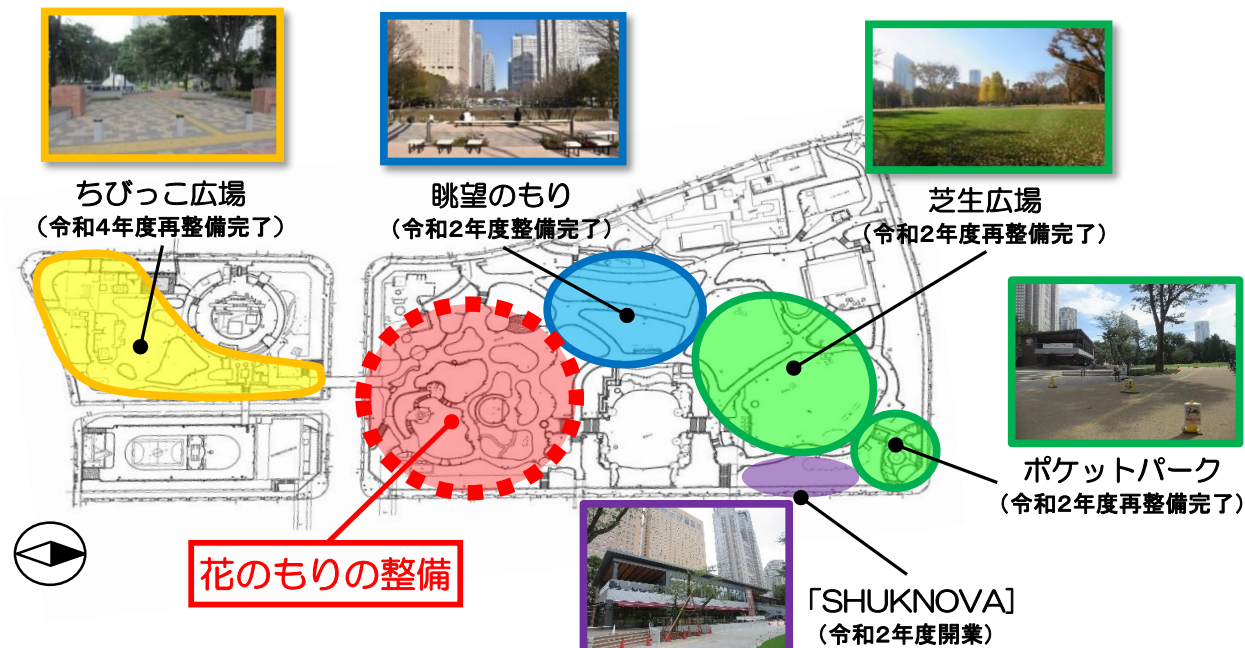 ちびっこ広場
（令和4年度再整備完了）
眺望のもり
（令和2年度整備完了）
芝生広場
（令和2年度再整備完了）
ポケットパーク
（令和2年度再整備完了）
花のもりの整備
「SHUKNOVA」
（令和2年度開業）